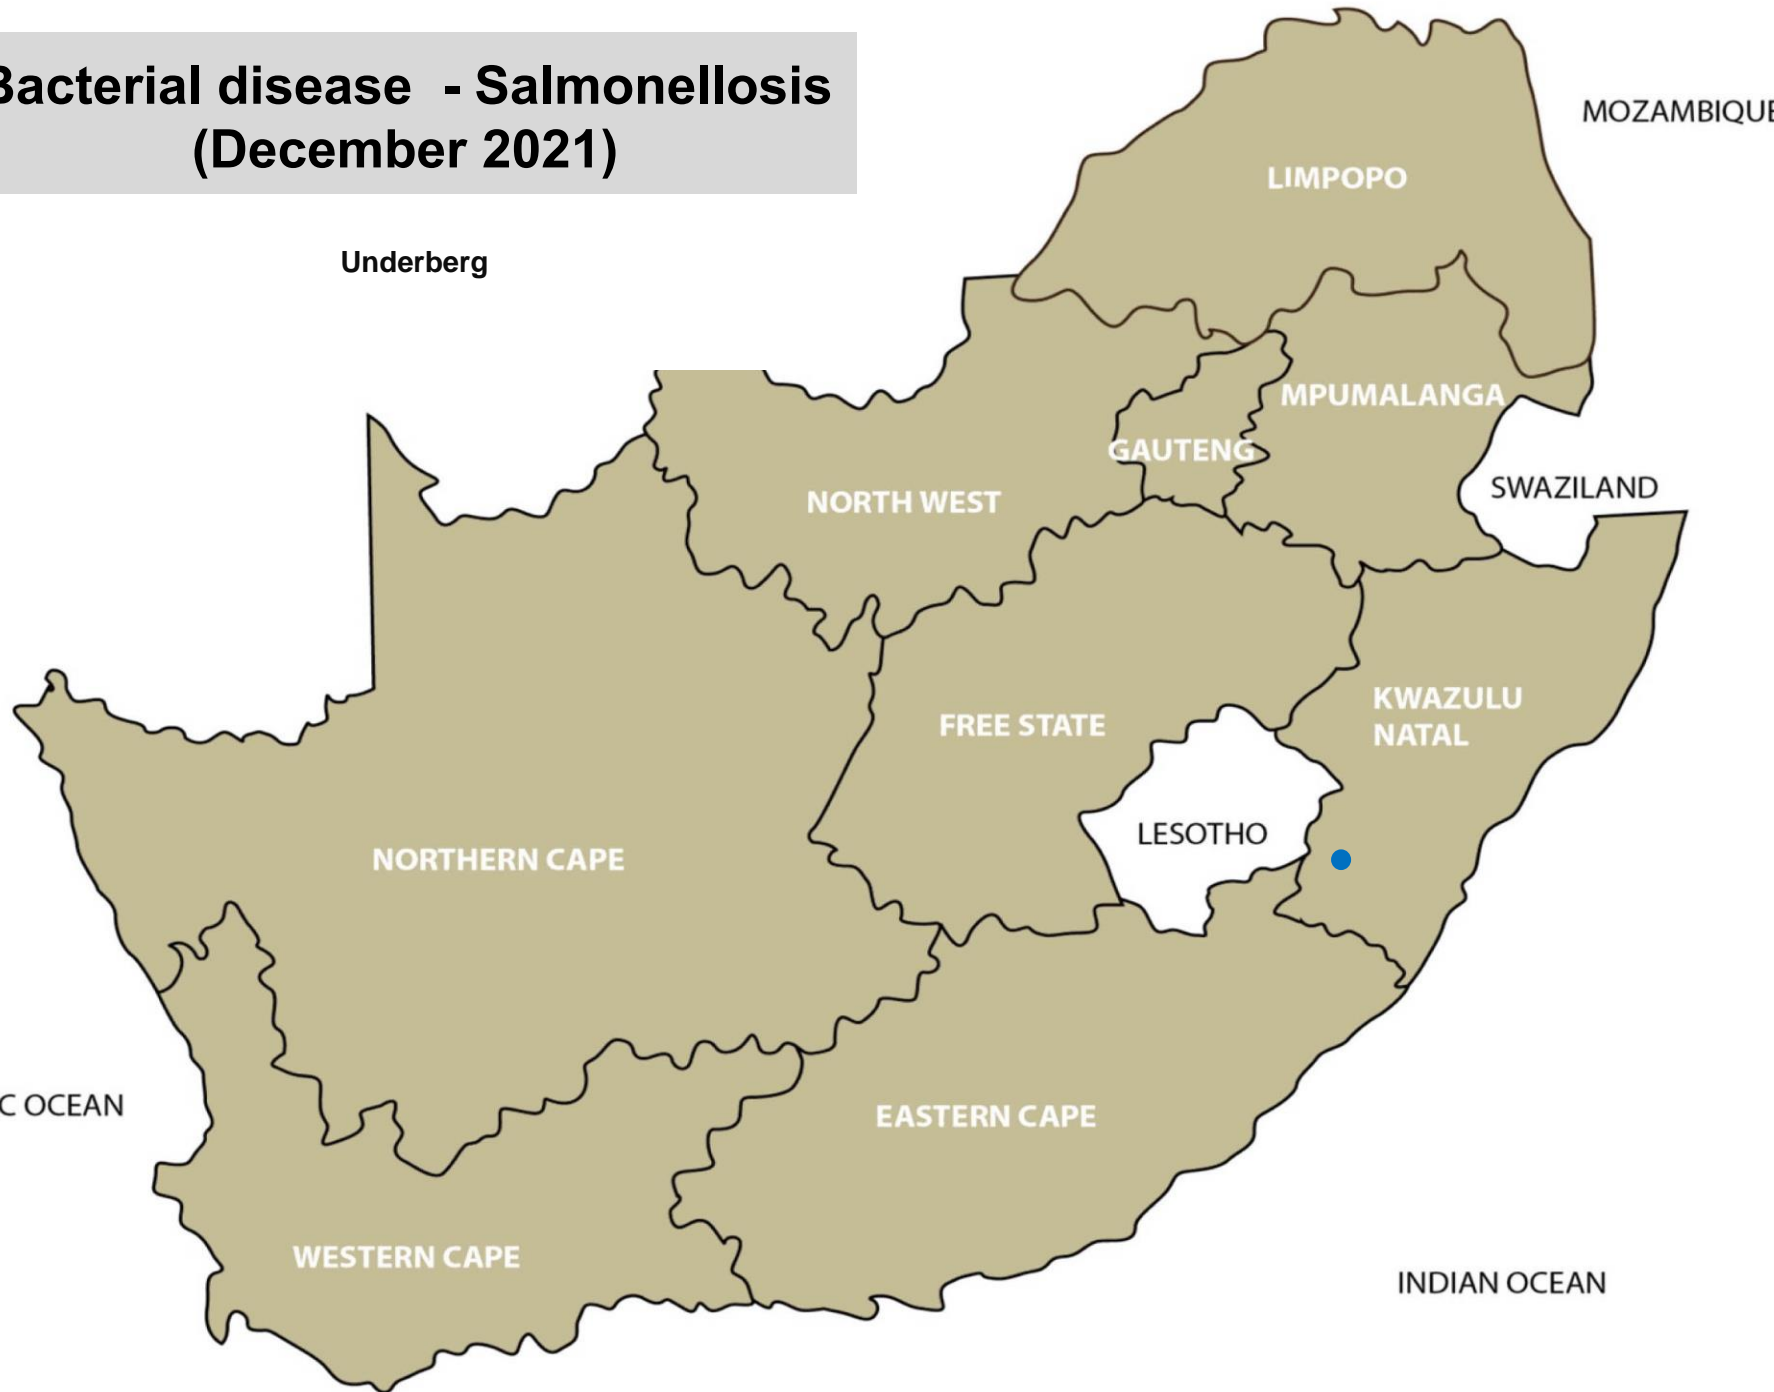 Bacterial disease - Salmonellosis
(December 2021)
MOZAMBIQUE
LIMPOPO
Underberg
MPUMALANGA
GAUTENG
SWAZILAND
NORTH WEST
KWAZULU
NATAL
FREE STATE
LESOTHO
NORTHERN CAPE
C OCEAN
EASTERN CAPE
WESTERN CAPE
INDIAN OCEAN